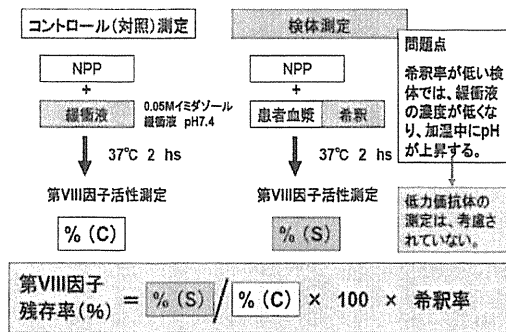 コントロール(対照)測定
NPP
+
緩衝液
0.05Mイミダゾール
緩衝液 pH7.4
37℃ 2 hs
第VIII因子活性測定
% (C)
検体測定
NPP
+
患者血漿 希釈
37℃ 2 hs
第VIII因子活性測定
% (S)
問題点
希釈率が低い検
体では、緩衝液
の濃度が低くな
り、加温中にpH
が上昇する。
低力価抗体の
測定は、考慮さ
れていない。
第VIII因子
残存率(%) = % (S) / % (C) × 100 × 希釈率